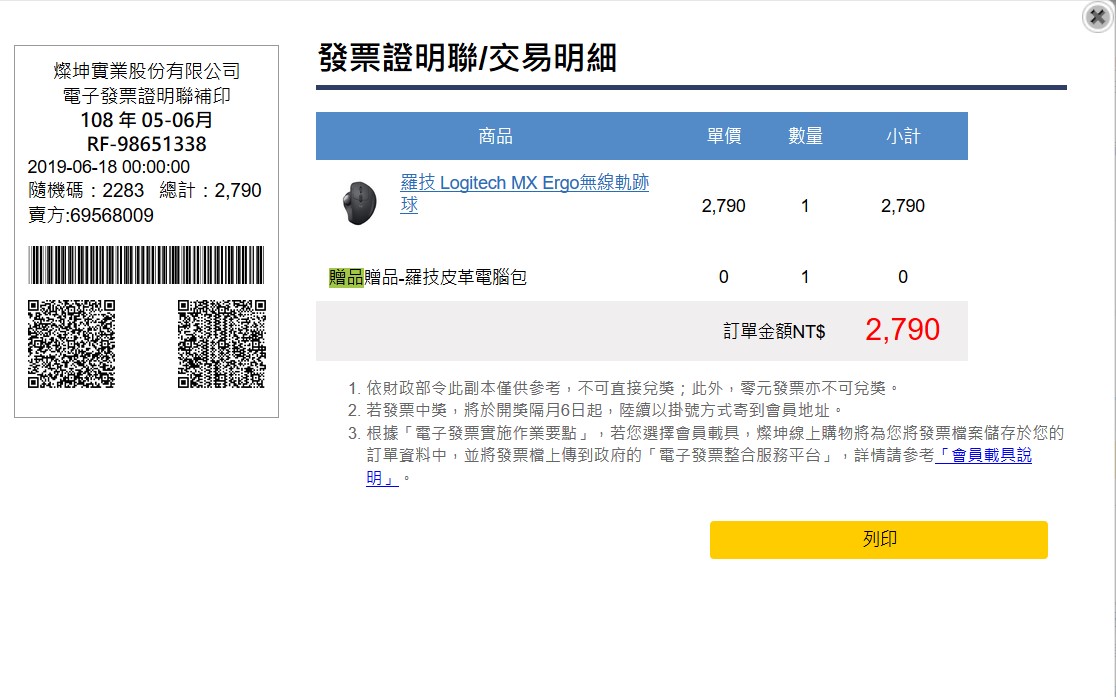 燦坤實業股份有限公司
電子發票證明聯補印
108 年 05-06月
RF-98651338
2019-06-18 00:00:00
隨機碼：2283 總計：2,790
賣方:69568009
發票證明聯/交易明細
商品 單價 數量 小計
羅技 Logitech MX Ergo無線軌跡
球
2,790 1 2,790
贈品贈品-羅技皮革電腦包 0 1 0
訂單金額NT$ 2,790
1. 依財政部令此副本僅供參考，不可直接兌獎；此外，零元發票亦不可兌獎。
2. 若發票中獎，將於開獎隔月6日起，陸續以掛號方式寄到會員地址。
3. 根據「電子發票實施作業要點」，若您選擇會員載具，燦坤線上購物將為您將發票檔案儲存於您的
訂單資料中，並將發票檔上傳到政府的「電子發票整合服務平台」，詳情請參考「會員載具說
明」。
列印